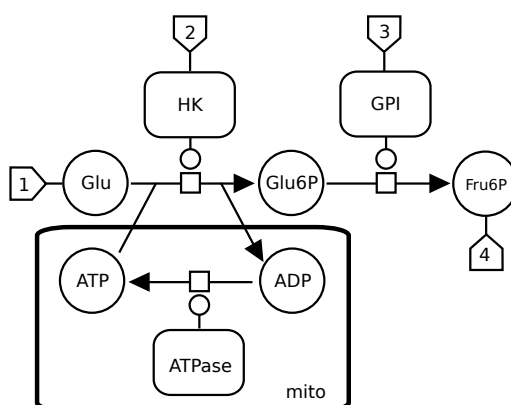 2
3
HK
GPI
1
Glu
Glu6P
Fru6P
4
ATP
ADP
ATPase
mito